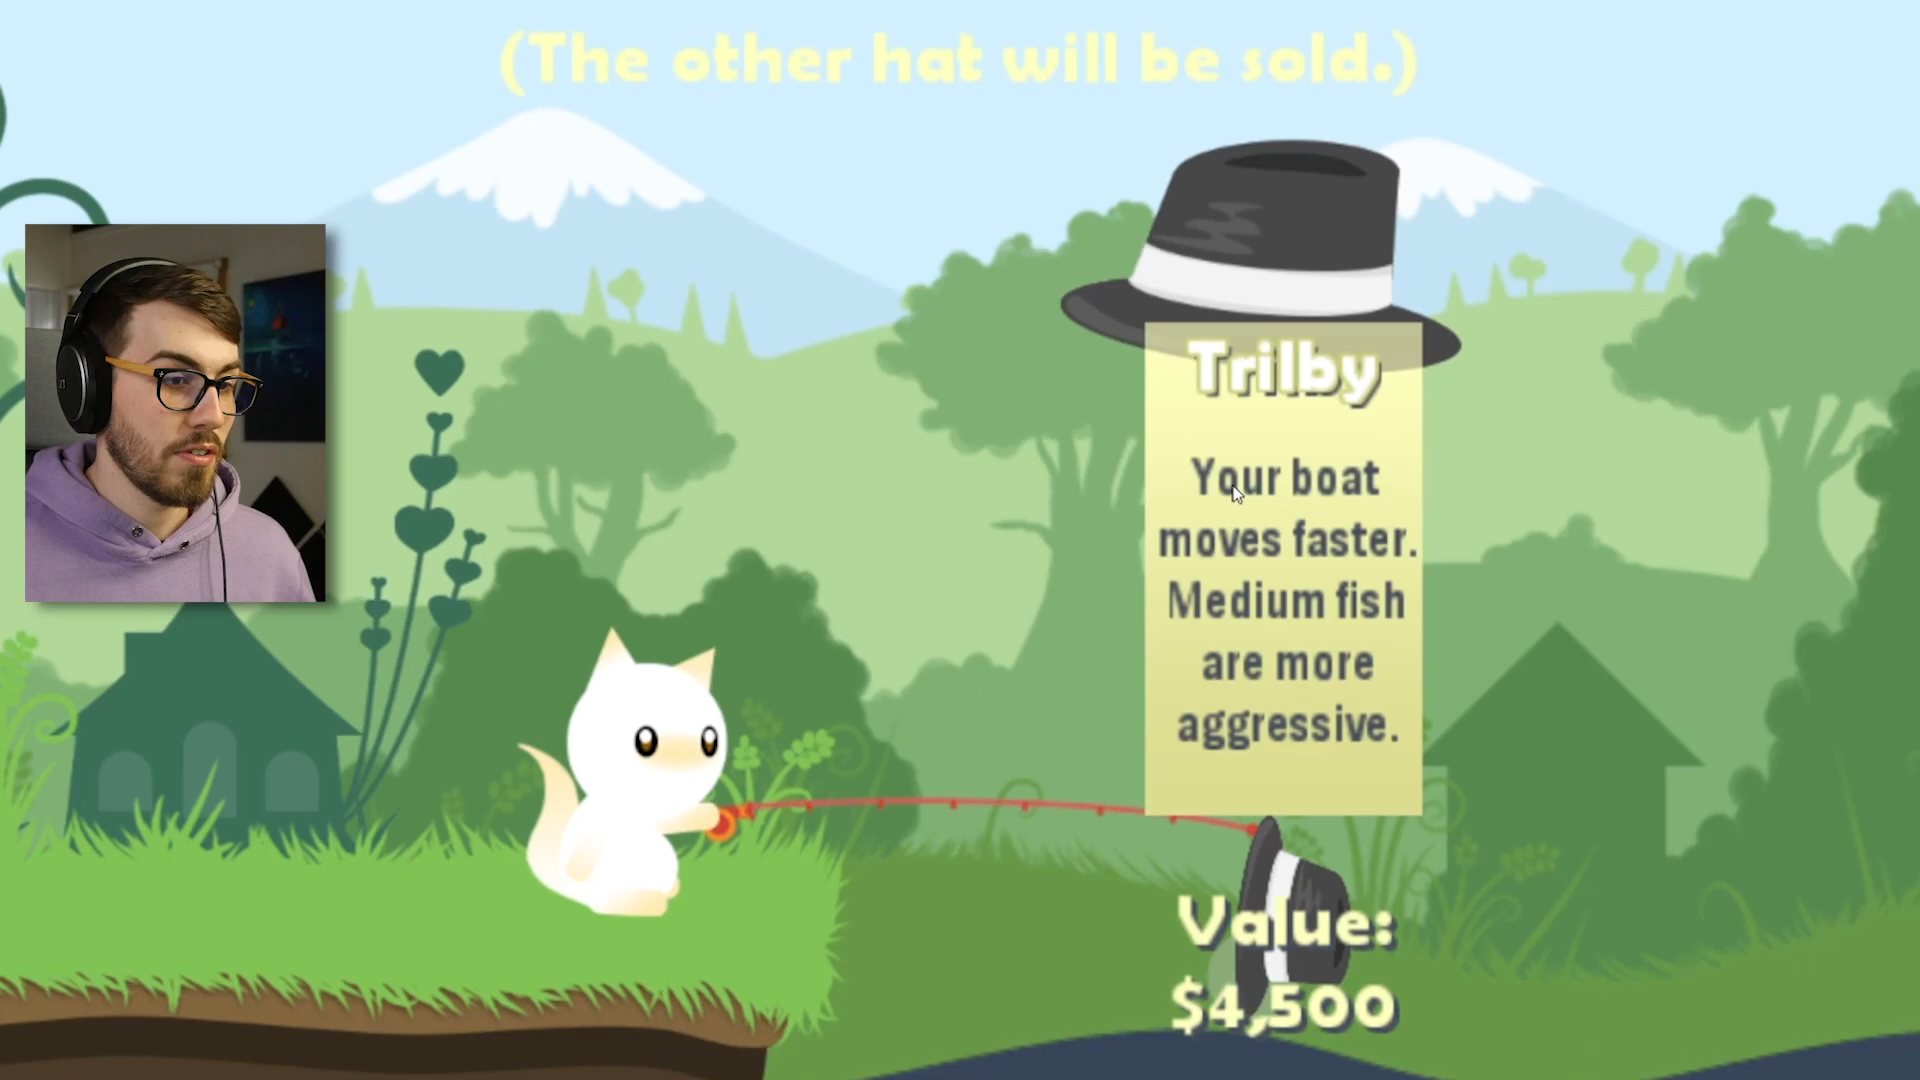 (The other hat will be sold.)
Trilby
Your boat
moves faster.
Medium fish
are more
aggressive.
Value:
$4,500